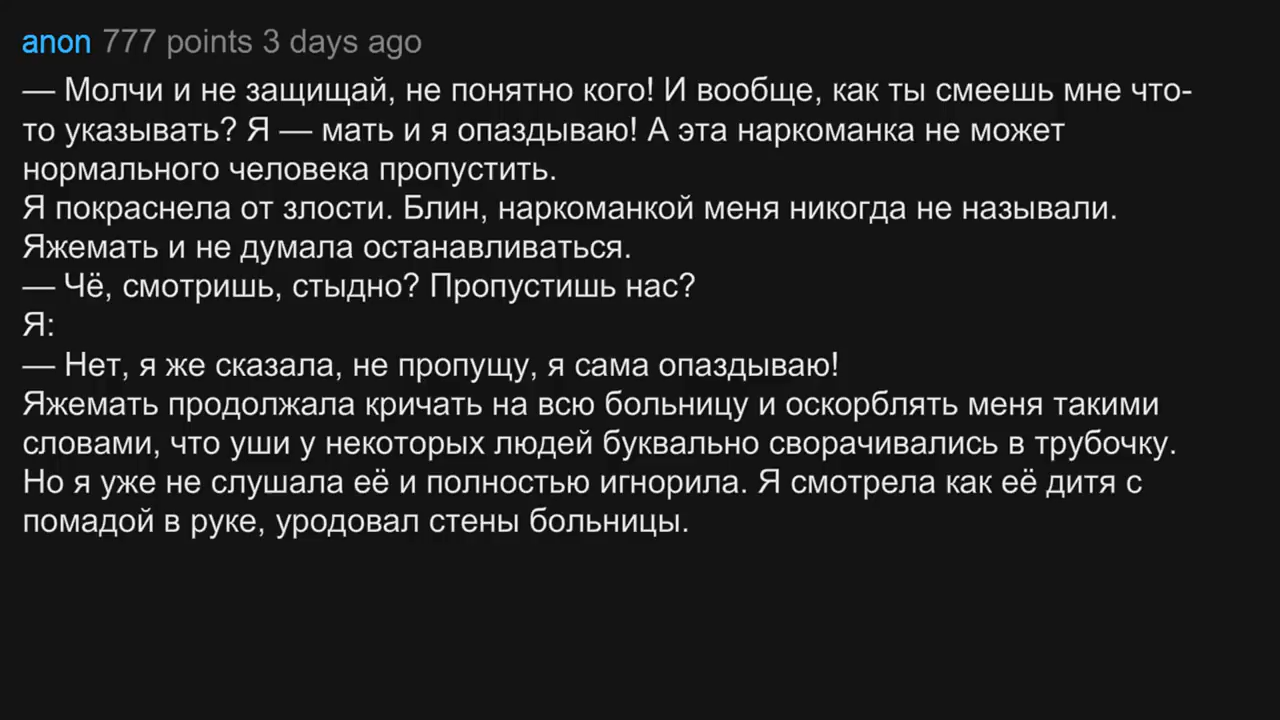 anon 777 points 3 days ago
— Молчи и не защищай, не понятно кого! И вообще, как ты смеешь мне что-
то указывать? Я — мать и я опаздываю! А эта наркоманка не может
нормального человека пропустить.
Я покраснела от злости. Блин, наркоманкой меня никогда не называли.
Яжемать и не думала останавливаться.
— Чё, смотришь, стыдно? Пропустишь нас?
Я:
— Нет, я же сказала, не пропущу, я сама опаздываю!
Яжемать продолжала кричать на всю больницу и оскорблять меня такими
словами, что уши у некоторых людей буквально сворачивались в трубочку.
Но я уже не слушала её и полностью игнорила. Я смотрела как её дитя с
помадой в руке, уродовал стены больницы.